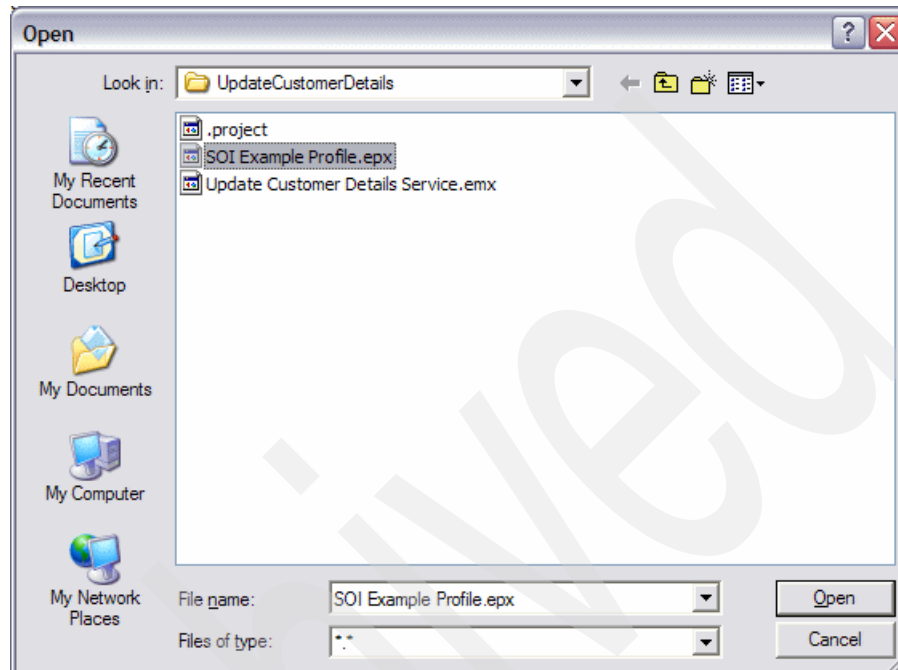 Open
Look in:
UpdateCustomerDetails
.project
SOI Example Profile.epx
Update Customer Details Service.emx
My Recent
Documents
Desktop
My Documents
My Computer
My Network
Places
File name:
SOI Example Profile.epx
Open
Files of type:
*.*
Cancel